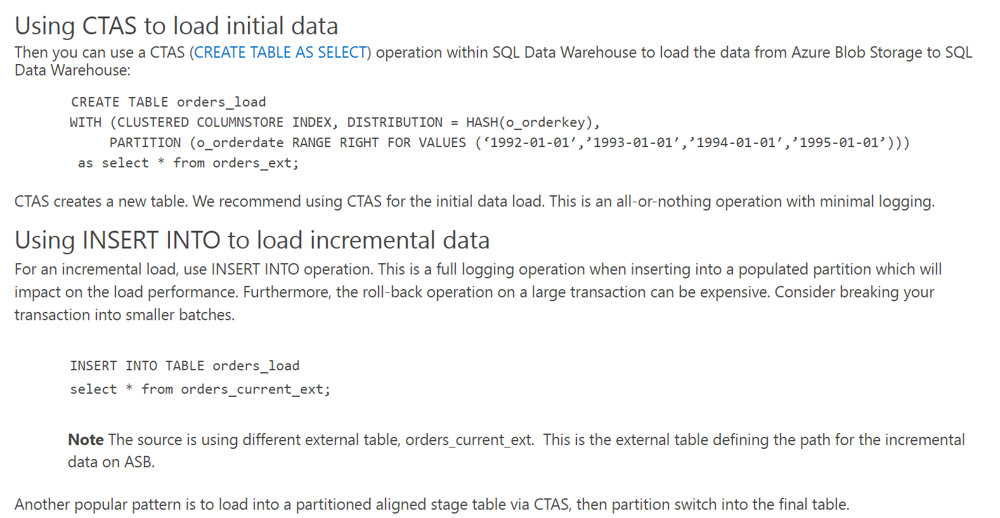 Using CTAS to load initial data
Then you can use a CTAS (CREATE TABLE AS SELECT) operation within SQL Data Warehouse to load the data from Azure Blob Storage to SQL
Data Warehouse:
CREATE TABLE orders_load
WITH (CLUSTERED COLUMNSTORE INDEX, DISTRIBUTION = HASH(o_orderkey),
PARTITION (o_orderdate RANGE RIGHT FOR VALUES (‘1992-01-01′,’1993-01-01′,’1994-01-01′,’1995-01-01’)))
as select * from orders_ext;
CTAS creates a new table. We recommend using CTAS for the initial data load. This is an all-or-nothing operation with minimal logging.
Using INSERT INTO to load incremental data
For an incremental load, use INSERT INTO operation. This is a full logging operation when inserting into a populated partition which will
impact on the load performance. Furthermore, the roll-back operation on a large transaction can be expensive. Consider breaking your
transaction into smaller batches.
INSERT INTO TABLE orders_load
select * from orders_current_ext;
Note The source is using different external table, orders_current_ext.  This is the external table defining the path for the incremental
data on ASB.
Another popular pattern is to load into a partitioned aligned stage table via CTAS, then partition switch into the final table.